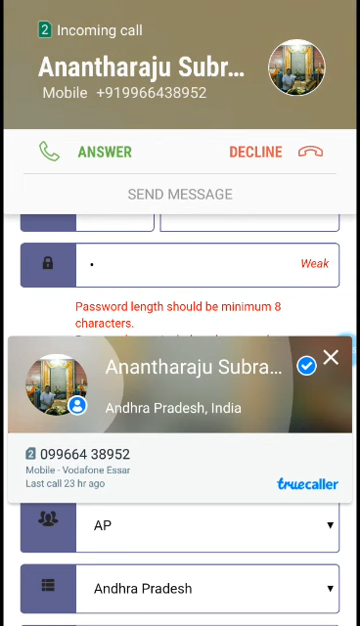 2 Incoming call
Anantharaju Subr...
Mobile +919966438952
ANSWER DECLINE
SEND MESSAGE
Weak
Password length should be minimum 8
characters.
Anantharaju Subra...
Andhra Pradesh, India
2 099664 38952
Mobile - Vodafone Essar
Last call 23 hr ago
truecaller
AP
Andhra Pradesh